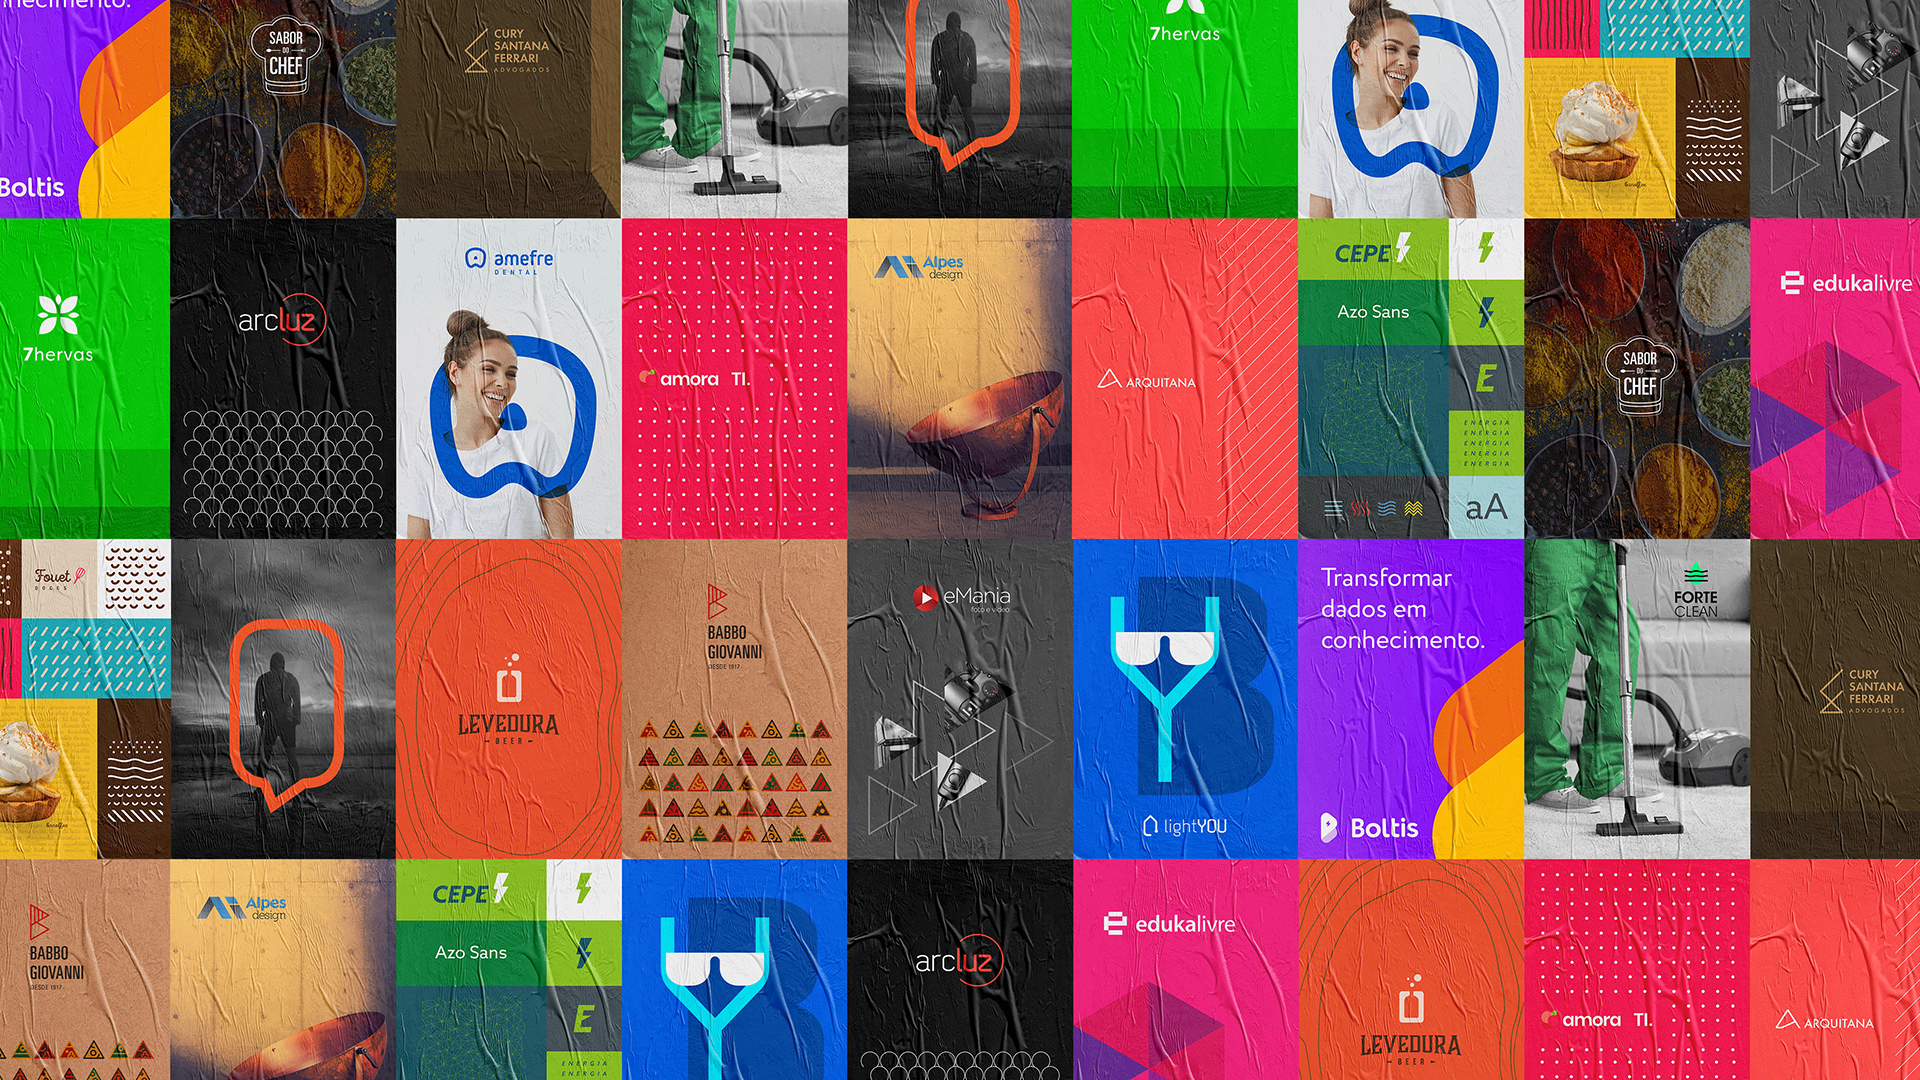 nhecimento.
Boltis
SABOR
DO
CHEF
CURY
SANTANA
FERRARI
ADVOGADOS
7hervas
7hervas
arcluz
amefre
DENTAL
amora TI.
Alpes
design
ARQUITANA
CEPE
Azo Sans
E
ENERGIA
ENERGIA
ENERGIA
ENERGIA
ENERGIA
aA
SABOR
DO
CHEF
edukalivre
Fouet
DOCES
LEVEDURA
BEER
BABBO
GIOVANNI
DESDE 1917
eMania
foto e vídeo
B
lightYOU
Transformar
dados em
conhecimento.
Boltis
FORTE
CLEAN
CURY
SANTANA
FERRARI
ADVOGADOS
BABBO
GIOVANNI
DESDE 1917
Alpes
design
CEPE
Azo Sans
E
ENERGIA
ENERGIA
arcluz
edukalivre
LEVEDURA
BEER
amora TI.
ARQUITANA